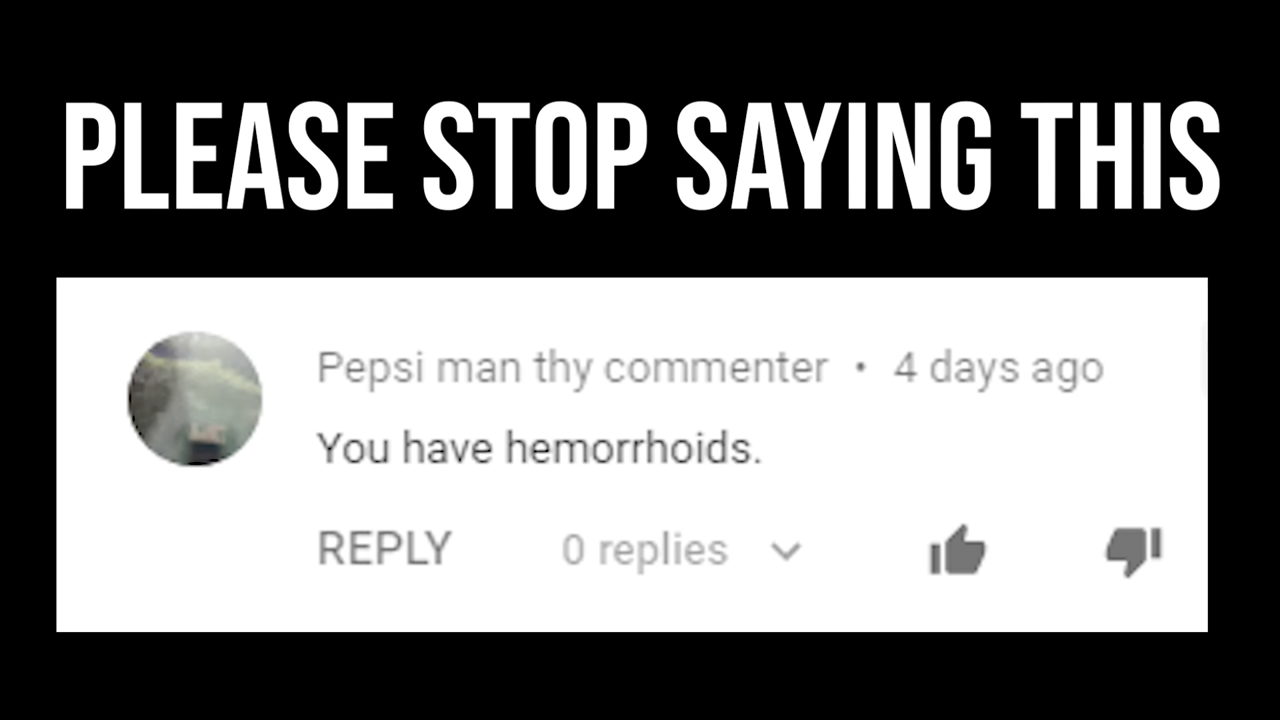 PLEASE STOP SAYING THIS
Pepsi man thy commenter • 4 days ago
You have hemorrhoids.
REPLY 0 replies